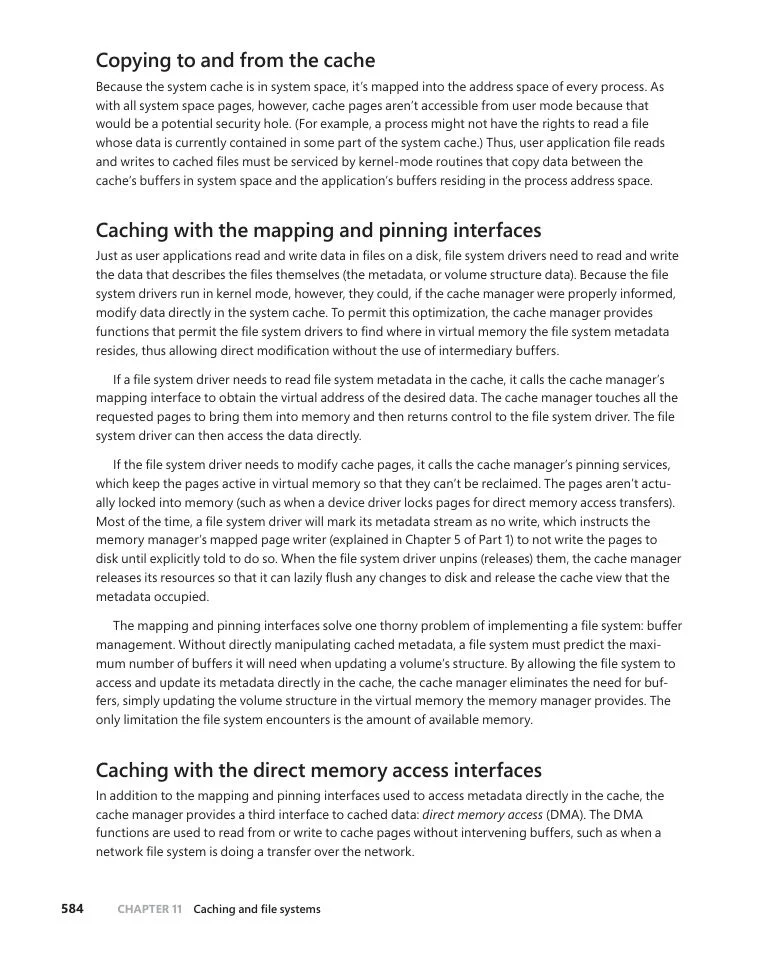 Copying to and from the cache
Because the system cache is in system space, it’s mapped into the address space of every process. As
with all system space pages, however, cache pages aren’t accessible from user mode because that
would be a potential security hole. (For example, a process might not have the rights to read a file
whose data is currently contained in some part of the system cache.) Thus, user application file reads
and writes to cached files must be serviced by kernel-mode routines that copy data between the
cache’s buffers in system space and the application’s buffers residing in the process address space.
Caching with the mapping and pinning interfaces
Just as user applications read and write data in files on a disk, file system drivers need to read and write
the data that describes the files themselves (the metadata, or volume structure data). Because the file
system drivers run in kernel mode, however, they could, if the cache manager were properly informed,
modify data directly in the system cache. To permit this optimization, the cache manager provides
functions that permit the file system drivers to find where in virtual memory the file system metadata
resides, thus allowing direct modification without the use of intermediary buffers.
If a file system driver needs to read file system metadata in the cache, it calls the cache manager’s
mapping interface to obtain the virtual address of the desired data. The cache manager touches all the
requested pages to bring them into memory and then returns control to the file system driver. The file
system driver can then access the data directly.
If the file system driver needs to modify cache pages, it calls the cache manager’s pinning services,
which keep the pages active in virtual memory so that they can’t be reclaimed. The pages aren’t actu-
ally locked into memory (such as when a device driver locks pages for direct memory access transfers).
Most of the time, a file system driver will mark its metadata stream as no write, which instructs the
memory manager’s mapped page writer (explained in Chapter 5 of Part 1) to not write the pages to
disk until explicitly told to do so. When the file system driver unpins (releases) them, the cache manager
releases its resources so that it can lazily flush any changes to disk and release the cache view that the
metadata occupied.
The mapping and pinning interfaces solve one thorny problem of implementing a file system: buffer
management. Without directly manipulating cached metadata, a file system must predict the maxi-
mum number of buffers it will need when updating a volume’s structure. By allowing the file system to
access and update its metadata directly in the cache, the cache manager eliminates the need for buf-
fers, simply updating the volume structure in the virtual memory the memory manager provides. The
only limitation the file system encounters is the amount of available memory.
Caching with the direct memory access interfaces
In addition to the mapping and pinning interfaces used to access metadata directly in the cache, the
cache manager provides a third interface to cached data: direct memory access (DMA). The DMA
functions are used to read from or write to cache pages without intervening buffers, such as when a
network file system is doing a transfer over the network.
584 CHAPTER 11 Caching and file systems